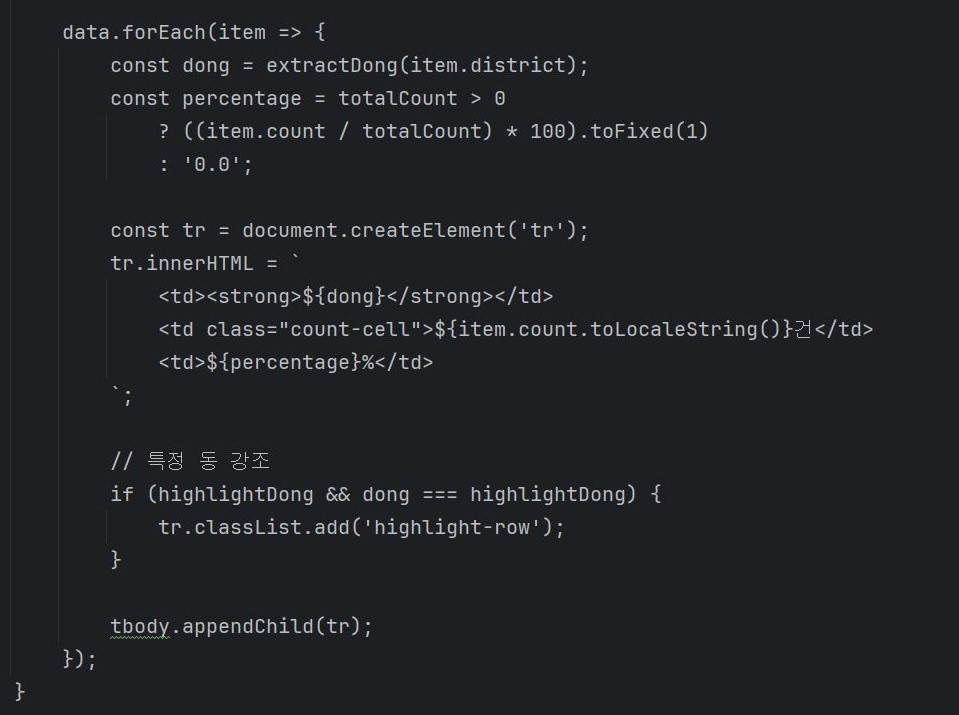 data.forEach(item => {
const dong = extractDong(item.district);
const percentage = totalCount > 0
? ((item.count / totalCount) * 100).toFixed(1)
: '0.0';
const tr = document.createElement('tr');
tr.innerHTML = `
<td><strong>${dong}</strong></td>
<td class="count-cell">${item.count.toLocaleString()}건</td>
<td>${percentage}%</td>
`;
// 특정 동 강조
if (highlightDong && dong === highlightDong) {
tr.classList.add('highlight-row');
}
tbody.appendChild(tr);
});
}